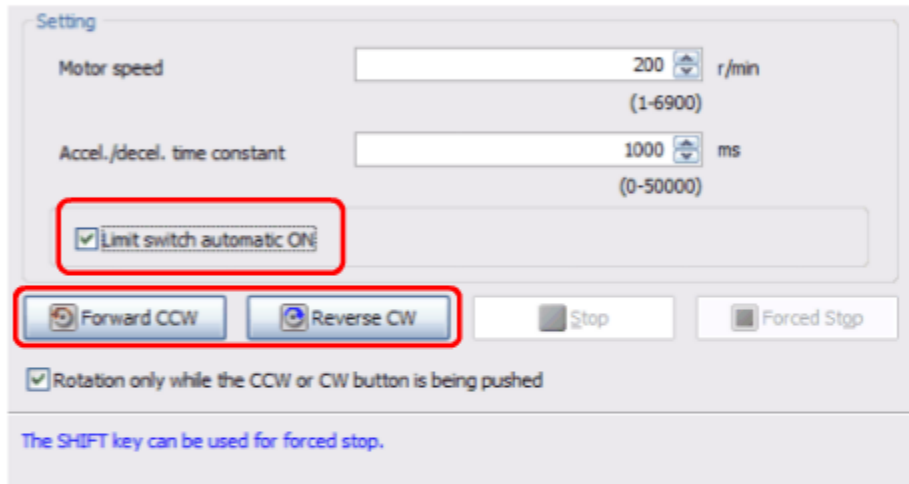 Setting
Motor speed 200 r/min
(1-6900)
Accel./decel. time constant 1000 ms
(0-50000)
Limit switch automatic ON
Forward CCW Reverse CW Stop Forced Stop
Rotation only while the CCW or CW button is being pushed
The SHIFT key can be used for forced stop.